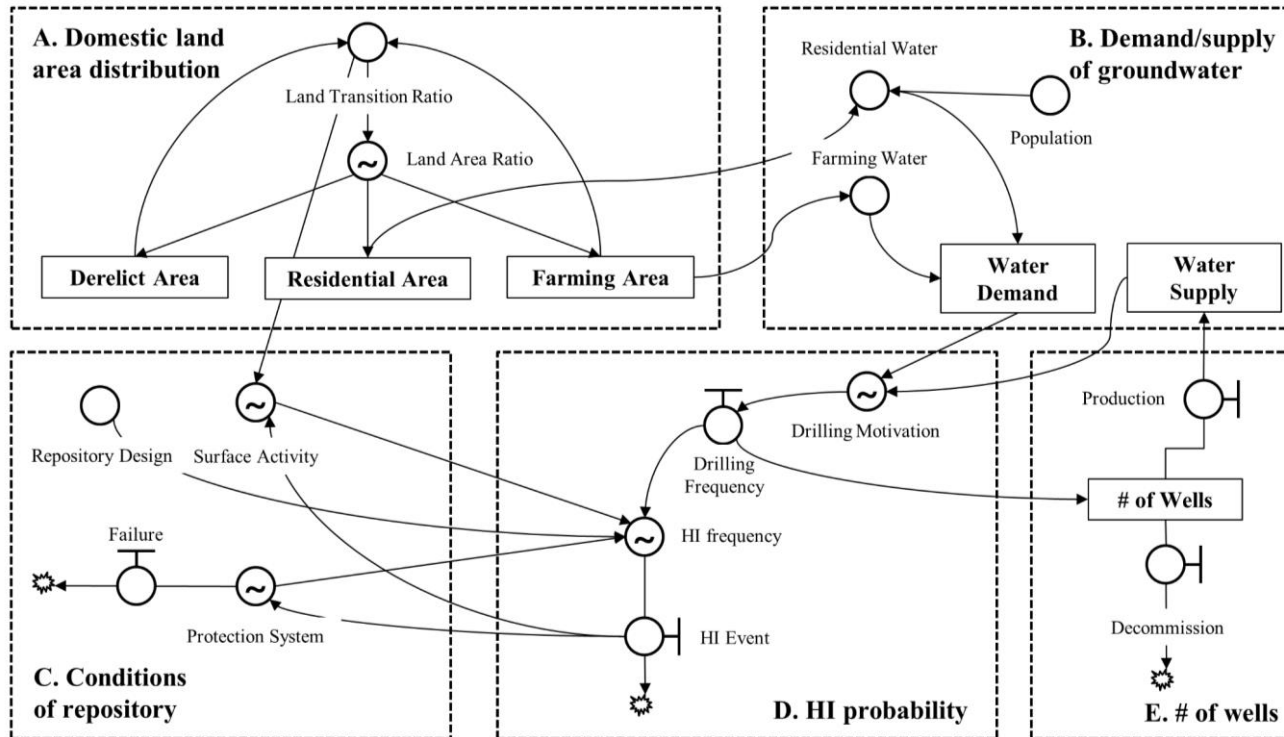 A. Domestic land
area distribution
Land Transition Ratio
~
Land Area Ratio
Derelict Area
Residential Area
Farming Area
Residential Water
B. Demand/supply
of groundwater
Population
Farming Water
Water
Demand
Water
Supply
Repository Design
~
Surface Activity
Failure
~
Protection System
C. Conditions
of repository
~
Drilling Motivation
Drilling
Frequency
~
HI frequency
HI Event
D. HI probability
Production
# of Wells
Decommission
E. # of wells